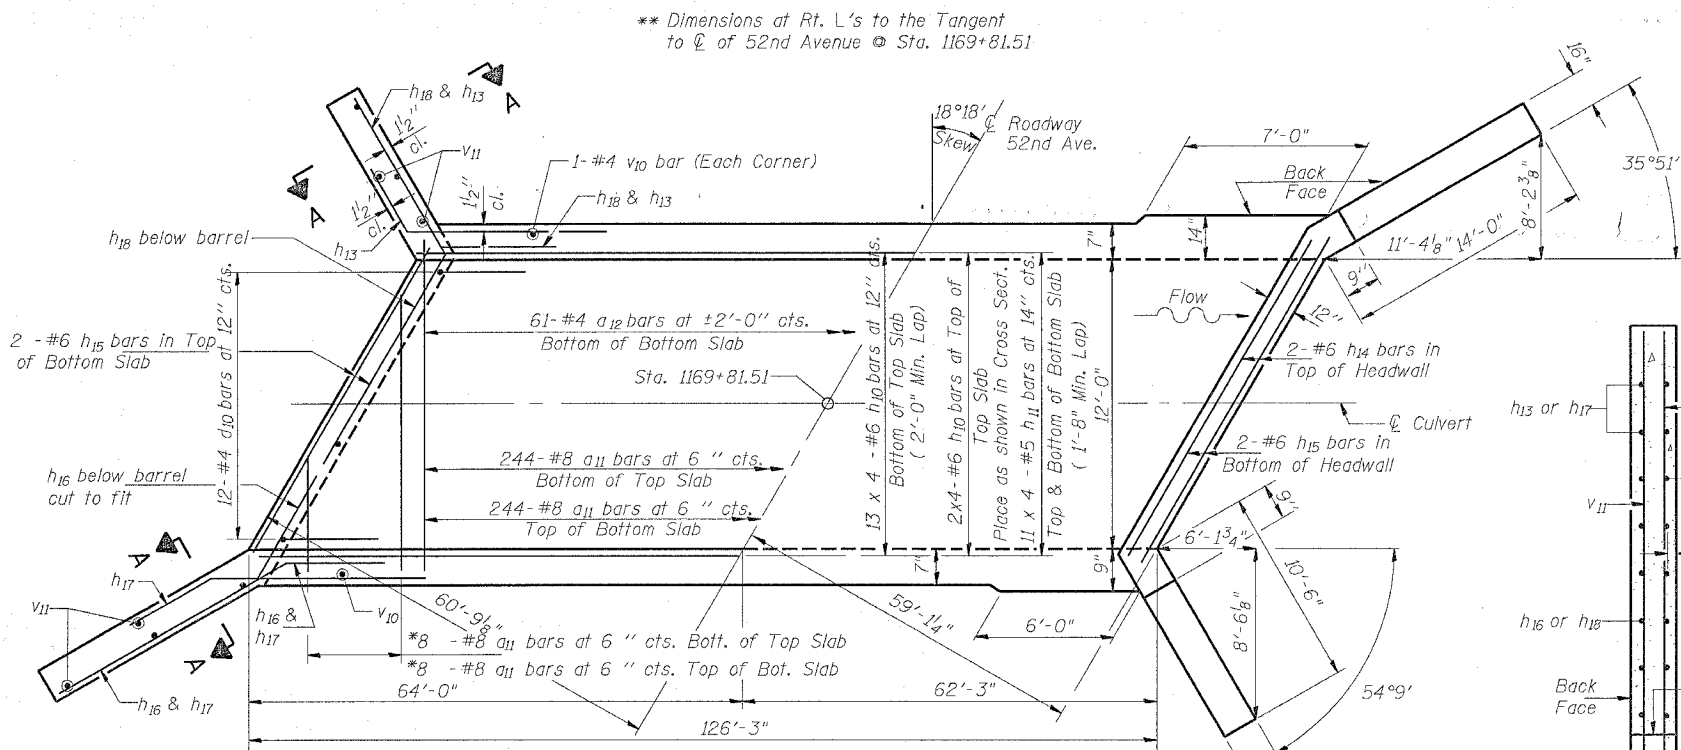 ** Dimensions at Rt. L's to the Tangent
to ℄ of 52nd Avenue @ Sta. 1169+81.51
h18 & h13
A
1½" cl.
v11
1-#4 v10 bar (Each Corner)
18°18'
Skew
℄ Roadway
52nd Ave.
7'-0"
16"
35°51'
Back
Face
8'-2⅜"
A
1½" cl.
1½" cl.
h18 & h13
h13
h18 below barrel
7"
14"
11'-4⅛"
14'-0"
9"
12-#4 d10 bars at 12" cts.
61-#4 a12 bars at ±2'-0" cts.
Bottom of Bottom Slab
2 -#6 h15 bars in Top
of Bottom Slab
Sta. 1169+81.51
13 x 4 -#6 h10 bars at 12" cts.
Bottom of Top Slab
( 2'-0" Min. Lap)
2x4-#6 h10 bars at Top of
Top Slab
Place as shown in Cross Sect.
11 x 4 -#5 h11 bars at 14" cts.
Top & Bottom of Bottom Slab
( 1'-8" Min. Lap)
12'-0"
Flow
12"
2-#6 h14 bars in
Top of Headwall
h13 or h17
℄ Culvert
2-#6 h15 bars in
Bottom of Headwall
h16 below barrel
cut to fit
244-#8 a11 bars at 6 " cts.
Bottom of Top Slab
244-#8 a11 bars at 6 " cts.
Top of Bottom Slab
v11
9"
6'-1¾"
10'-6"
A
h17
v11
7"
9"
A
h16 &
h17
v10
60'-9⅛"
59'-1¼"
6'-0"
8'-6⅛"
h16 or h18
*8 -#8 a11 bars at 6 " cts. Bott. of Top Slab
*8 -#8 a11 bars at 6 " cts. Top of Bot. Slab
h16 & h17
64'-0"
62'-3"
54°9'
Back
Face
126'-3"